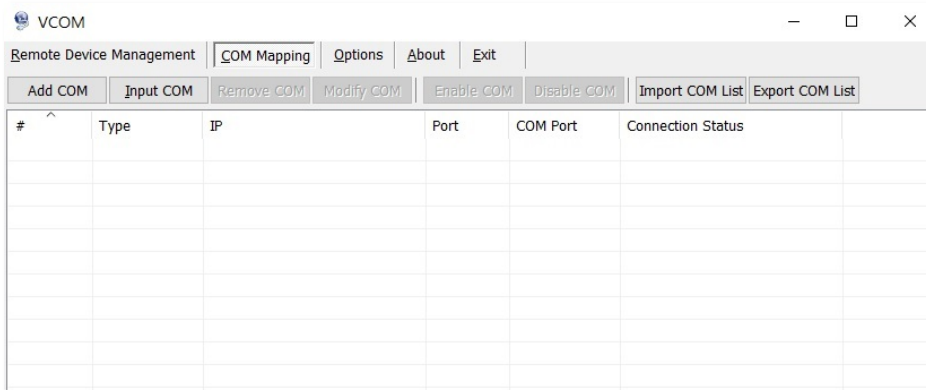 VCOM
Remote Device Management COM Mapping Options About Exit
Add COM Input COM Remove COM Modify COM Enable COM Disable COM Import COM List Export COM List
# Type IP Port COM Port Connection Status